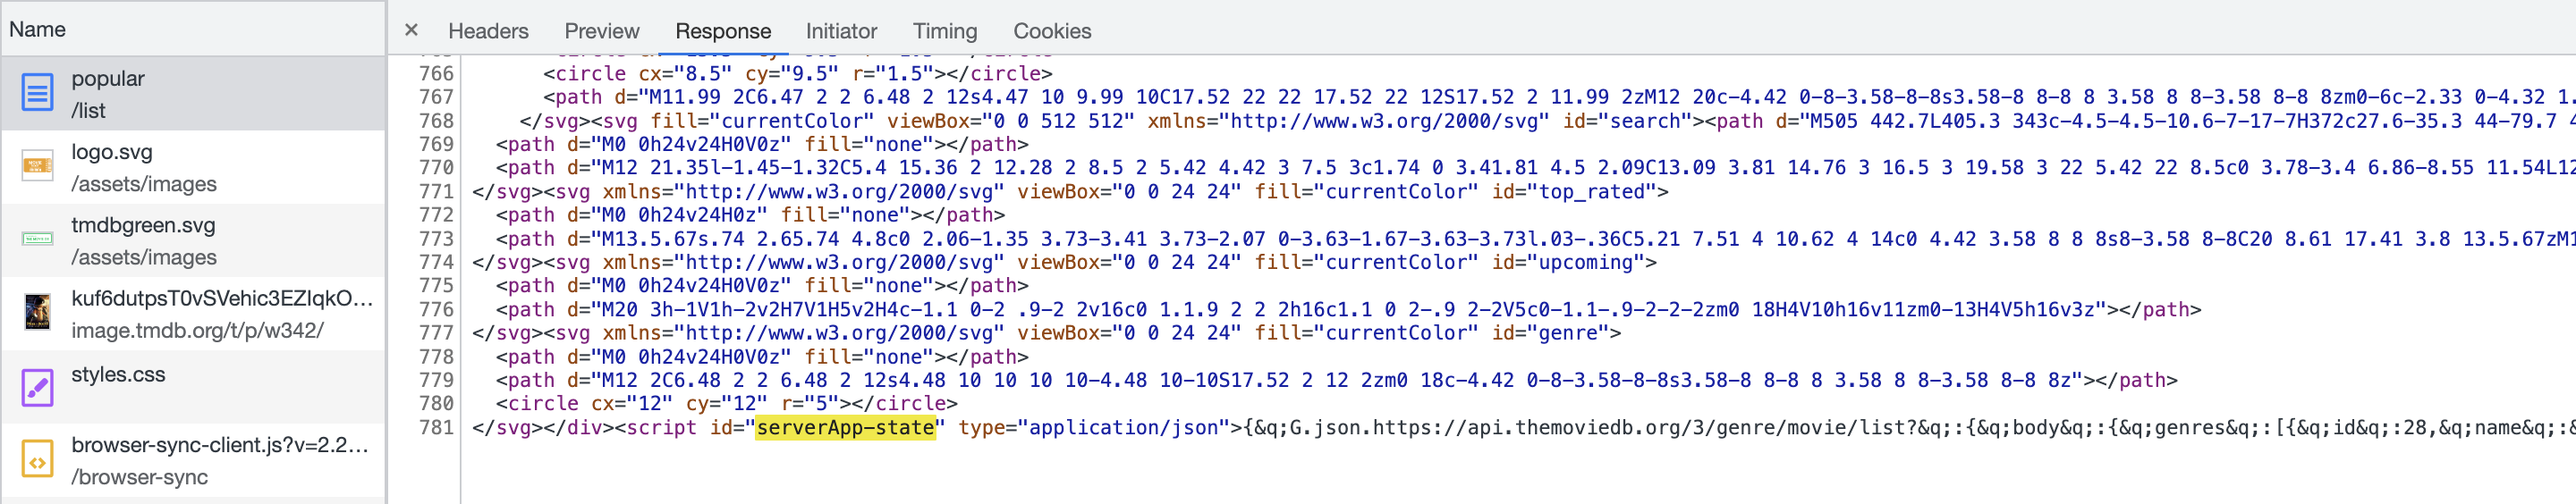 Name
popular
/list
logo.svg
/assets/images
tmdbgreen.svg
/assets/images
kuf6dutpsT0vSVehic3EZIqkO...
image.tmdb.org/t/p/w342/
styles.css
browser-sync-client.js?v=2.2...
/browser-sync
× Headers Preview Response Initiator Timing Cookies
766 <circle cx="8.5" cy="9.5" r="1.5"></circle>
767 <path d="M11.99 2C6.47 2 2 6.48 2 12s4.47 10 9.99 10C17.52 22 22 17.52 22 12S17.52 2 11.99 2zM12 20c-4.42 0-8-3.58-8-8s3.58-8 8-8 8 3.58 8 8-3.58 8-8 8zm0-6c-2.33 0-4.32 1.
768 </svg><svg fill="currentColor" viewBox="0 0 512 512" xmlns="http://www.w3.org/2000/svg" id="search"><path d="M505 442.7L405.3 343c-4.5-4.5-10.6-7-17-7H372c27.6-35.3 44-79.7 4
769 <path d="M0 0h24v24H0V0z" fill="none"></path>
770 <path d="M12 21.35l-1.45-1.32C5.4 15.36 2 12.28 2 8.5 2 5.42 4.42 3 7.5 3c1.74 0 3.41.81 4.5 2.09C13.09 3.81 14.76 3 16.5 3 19.58 3 22 5.42 22 8.5c0 3.78-3.4 6.86-8.55 11.54L12
771 </svg><svg xmlns="http://www.w3.org/2000/svg" viewBox="0 0 24 24" fill="currentColor" id="top_rated">
772 <path d="M0 0h24v24H0z" fill="none"></path>
773 <path d="M13.5.67s.74 2.65.74 4.8c0 2.06-1.35 3.73-3.41 3.73-2.07 0-3.63-1.67-3.63-3.73l.03-.36C5.21 7.51 4 10.62 4 14c0 4.42 3.58 8 8 8s8-3.58 8-8C20 8.61 17.41 3.8 13.5.67zM1
774 </svg><svg xmlns="http://www.w3.org/2000/svg" viewBox="0 0 24 24" fill="currentColor" id="upcoming">
775 <path d="M0 0h24v24H0V0z" fill="none"></path>
776 <path d="M20 3h-1V1h-2v2H7V1H5v2H4c-1.1 0-2 .9-2 2v16c0 1.1.9 2 2 2h16c1.1 0 2-.9 2-2V5c0-1.1-.9-2-2-2zm0 18H4V10h16v11zm0-13H4V5h16v3z"></path>
777 </svg><svg xmlns="http://www.w3.org/2000/svg" viewBox="0 0 24 24" fill="currentColor" id="genre">
778 <path d="M0 0h24v24H0V0z" fill="none"></path>
779 <path d="M12 2C6.48 2 2 6.48 2 12s4.48 10 10 10 10-4.48 10-10S17.52 2 12 2zm0 18c-4.42 0-8-3.58-8-8s3.58-8 8-8 8 3.58 8 8-3.58 8-8 8z"></path>
780 <circle cx="12" cy="12" r="5"></circle>
781 </svg></div><script id="serverApp-state" type="application/json">{&q;G.json.https://api.themoviedb.org/3/genre/movie/list?&q;:{&q;body&q;:{&q;genres&q;:[{&q;id&q;:28,&q;name&q;:&